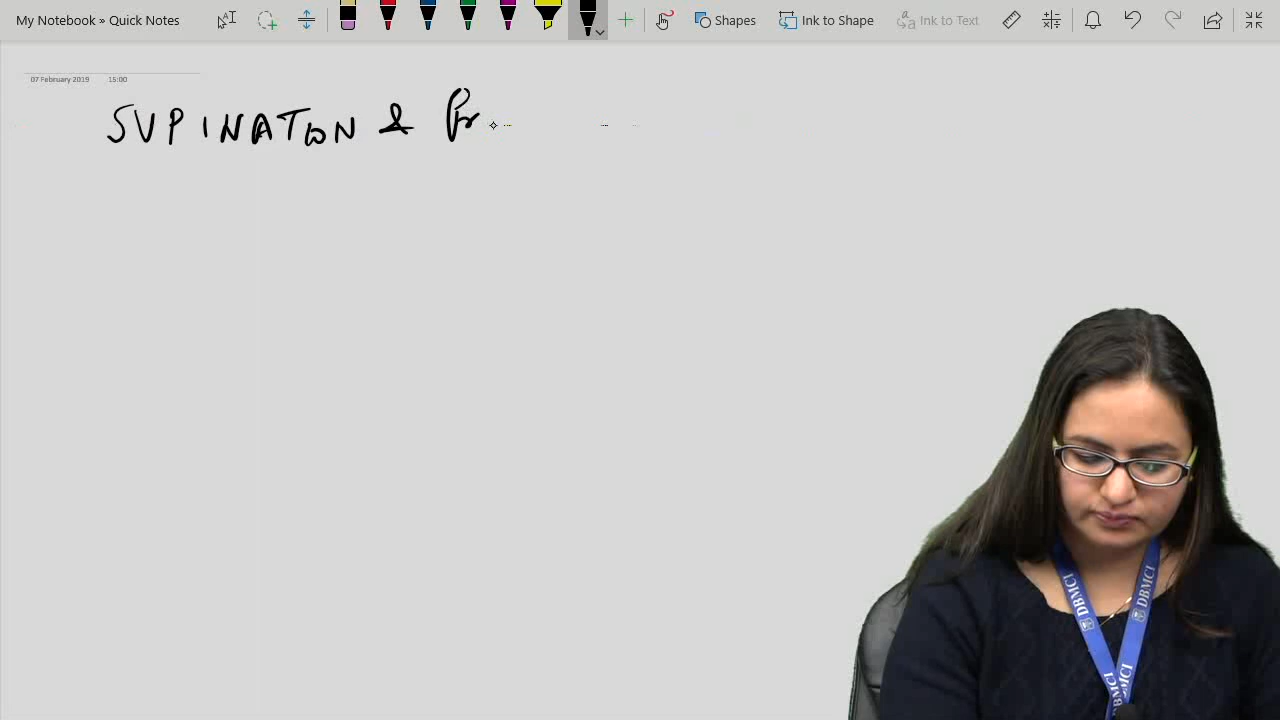 My Notebook » Quick Notes
Shapes
Ink to Shape
Ink to Text
07 February 2019 15:00
SUPINATION & Pr
DBMCI
DBMCI
DBMCI